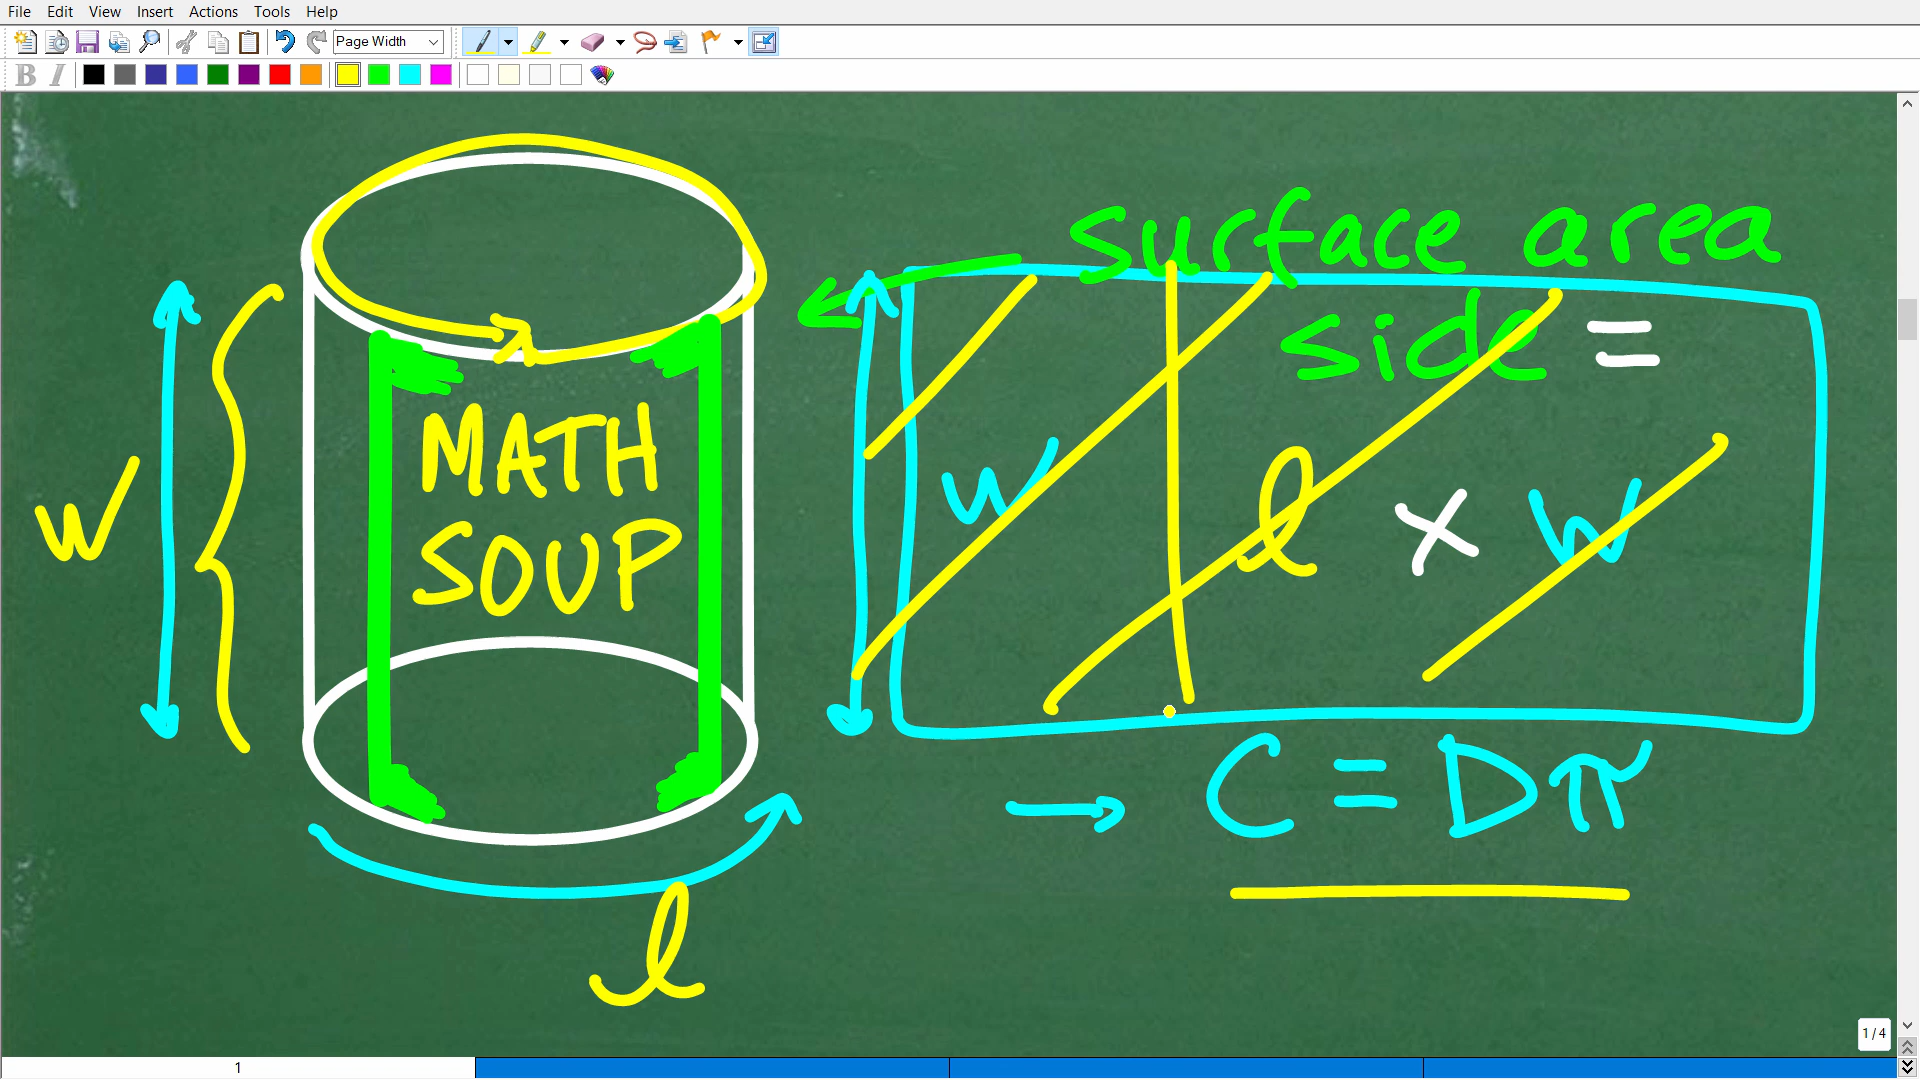 File Edit View Insert Actions Tools Help
Page Width
B I
surface area
side =
MATH
SOUP
w
w
l × w
C = Dπ
l
1 / 4
1